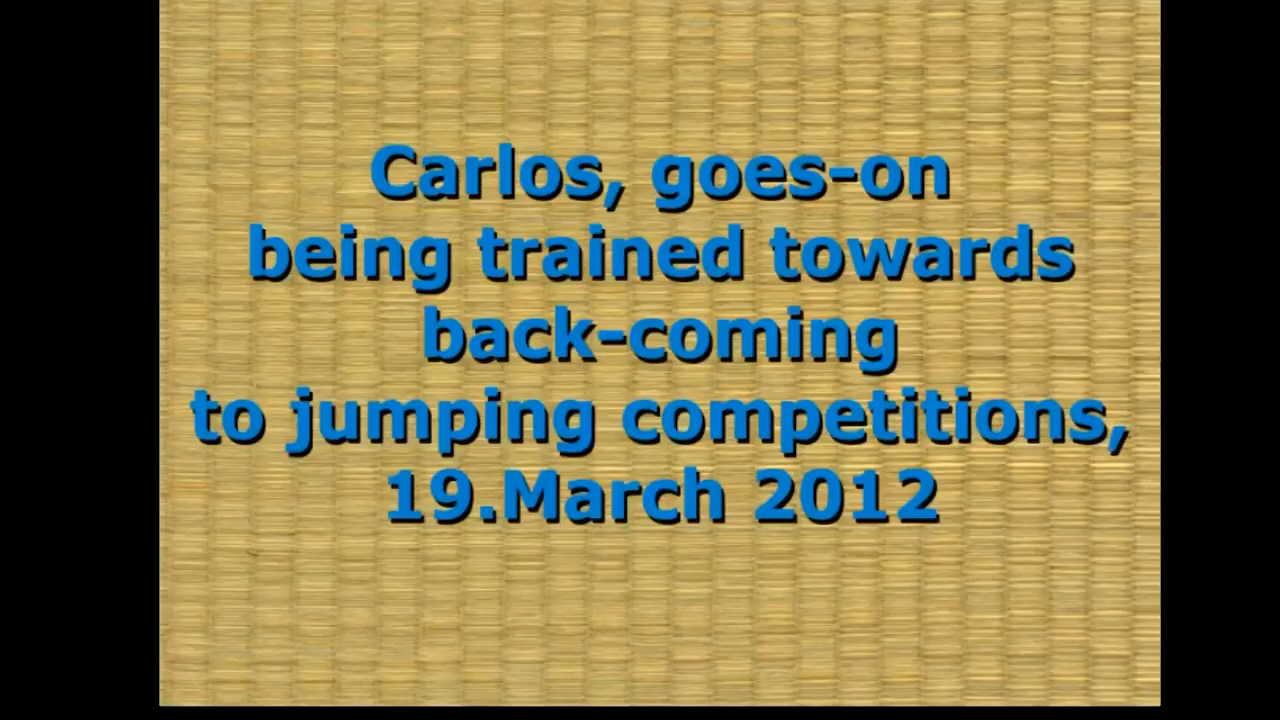 Carlos, goes-on
being trained towards
back-coming
to jumping competitions,
19.March 2012